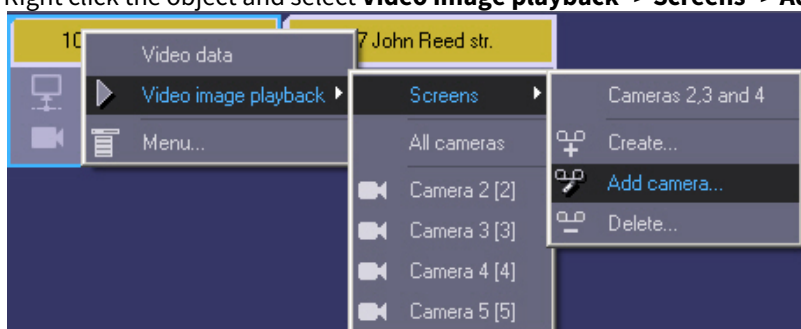 Right click the object and select Video image playback -> Screens ->
10
7 John Reed str.
Video data
Video image playback
Menu...
Screens
All cameras
Camera 2 [2]
Camera 3 [3]
Camera 4 [4]
Camera 5 [5]
Cameras 2,3 and 4
Create...
Add camera...
Delete...